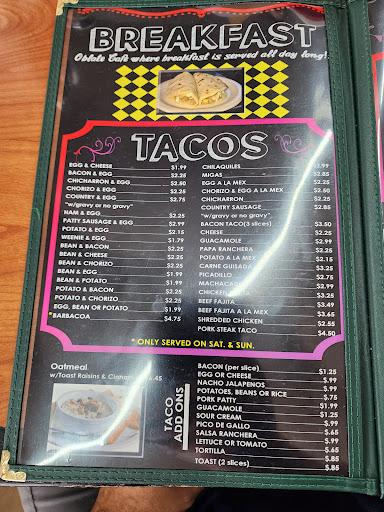 BREAKFAST
Oblate Café where breakfast is served all day long!
TACOS
EGG & CHEESE $1.99
BACON & EGG $2.25
CHICHARRON & EGG $2.50
CHORIZO & EGG $2.25
COUNTRY & EGG $2.75
"w/gravy or no gravy"
HAM & EGG $2.25
PATTY SAUSAGE & EGG $2.99
POTATO & EGG $2.15
WEENIE & EGG $1.79
BEAN & BACON $2.25
BEAN & CHEESE $2.25
BEAN & CHORIZO $2.25
BEAN & EGG $1.99
BEAN & POTATO $1.99
POTATO & BACON $2.25
POTATO & CHORIZO $2.25
EGG, BEAN OR POTATO $1.99
*BARBACOA $4.75
CHILAQUILES 2.99
MIGAS $2.85
EGG A LA MEX $2.25
CHORIZO & EGG A LA MEX $2.50
CHICHARRON $2.25
COUNTRY SAUSAGE $2.85
"w/gravy or no gravy"
BACON TACO(3 slices) $3.50
CHEESE $2.25
GUACAMOLE $2.99
PAPA RANCHERA $2.25
POTATO A LA MEX $2.15
CARNE GUISADA $3.25
PICADILLO $2.75
MACHACADO
CHICKEN
BEEF FAJITA $3.49
BEEF FAJITA A LA MEX $3.65
SHREDDED CHICKEN $2.55
PORK STEAK TACO $4.50
* ONLY SERVED ON SAT. & SUN.
Oatmeal
w/Toast Raisins & Cinnamon
TACO
ADD ONS
BACON (per slice) $1.25
EGG OR CHEESE $.99
NACHO JALAPENOS $.99
POTATOES, BEANS OR RICE $.99
PORK PATTY $.75
GUACAMOLE $1.99
SOUR CREAM $1.25
PICO DE GALLO $.99
SALSA RANCHERA $.65
LETTUCE OR TOMATO $.99
TORTILLA $.65
TOAST (2 slices) $.85